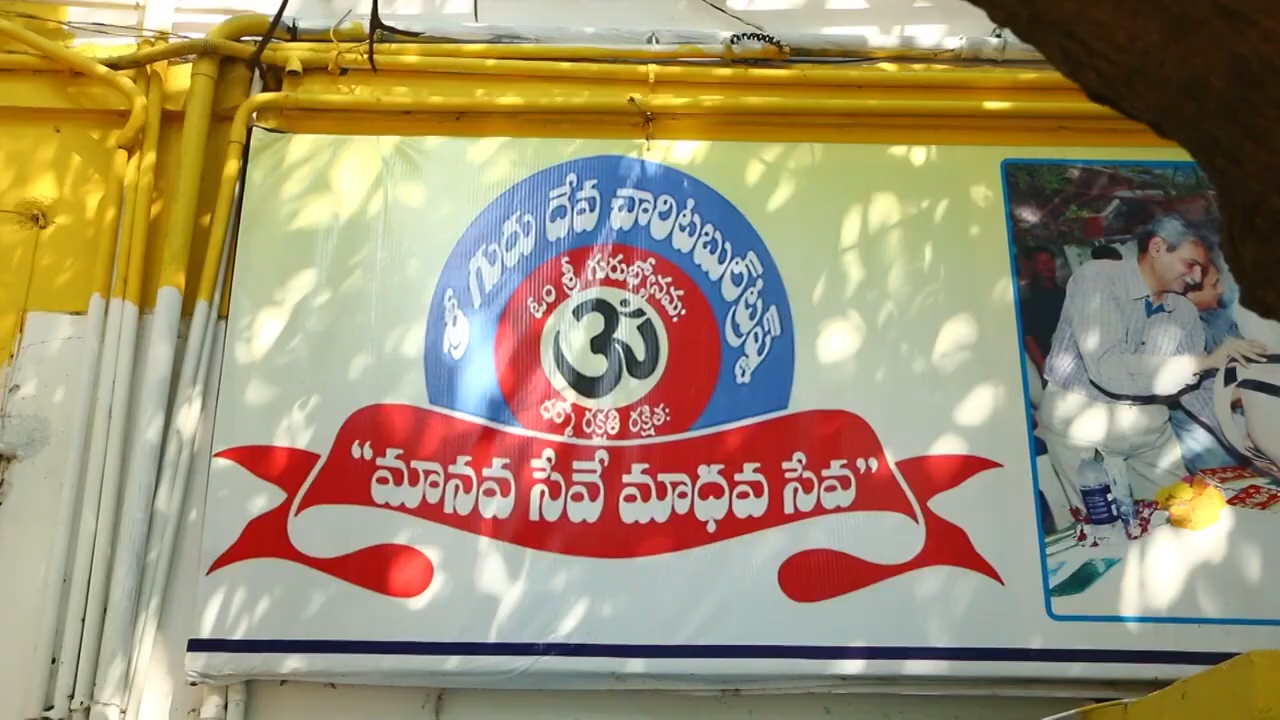 శ్రీ గురు దేవ చారిటబుల్ ట్రస్ట్
ఓం శ్రీ గురుభ్యోనమః
ॐ
ధర్మో రక్షతి రక్షితః
“మానవ సేవే మాధవ సేవ”